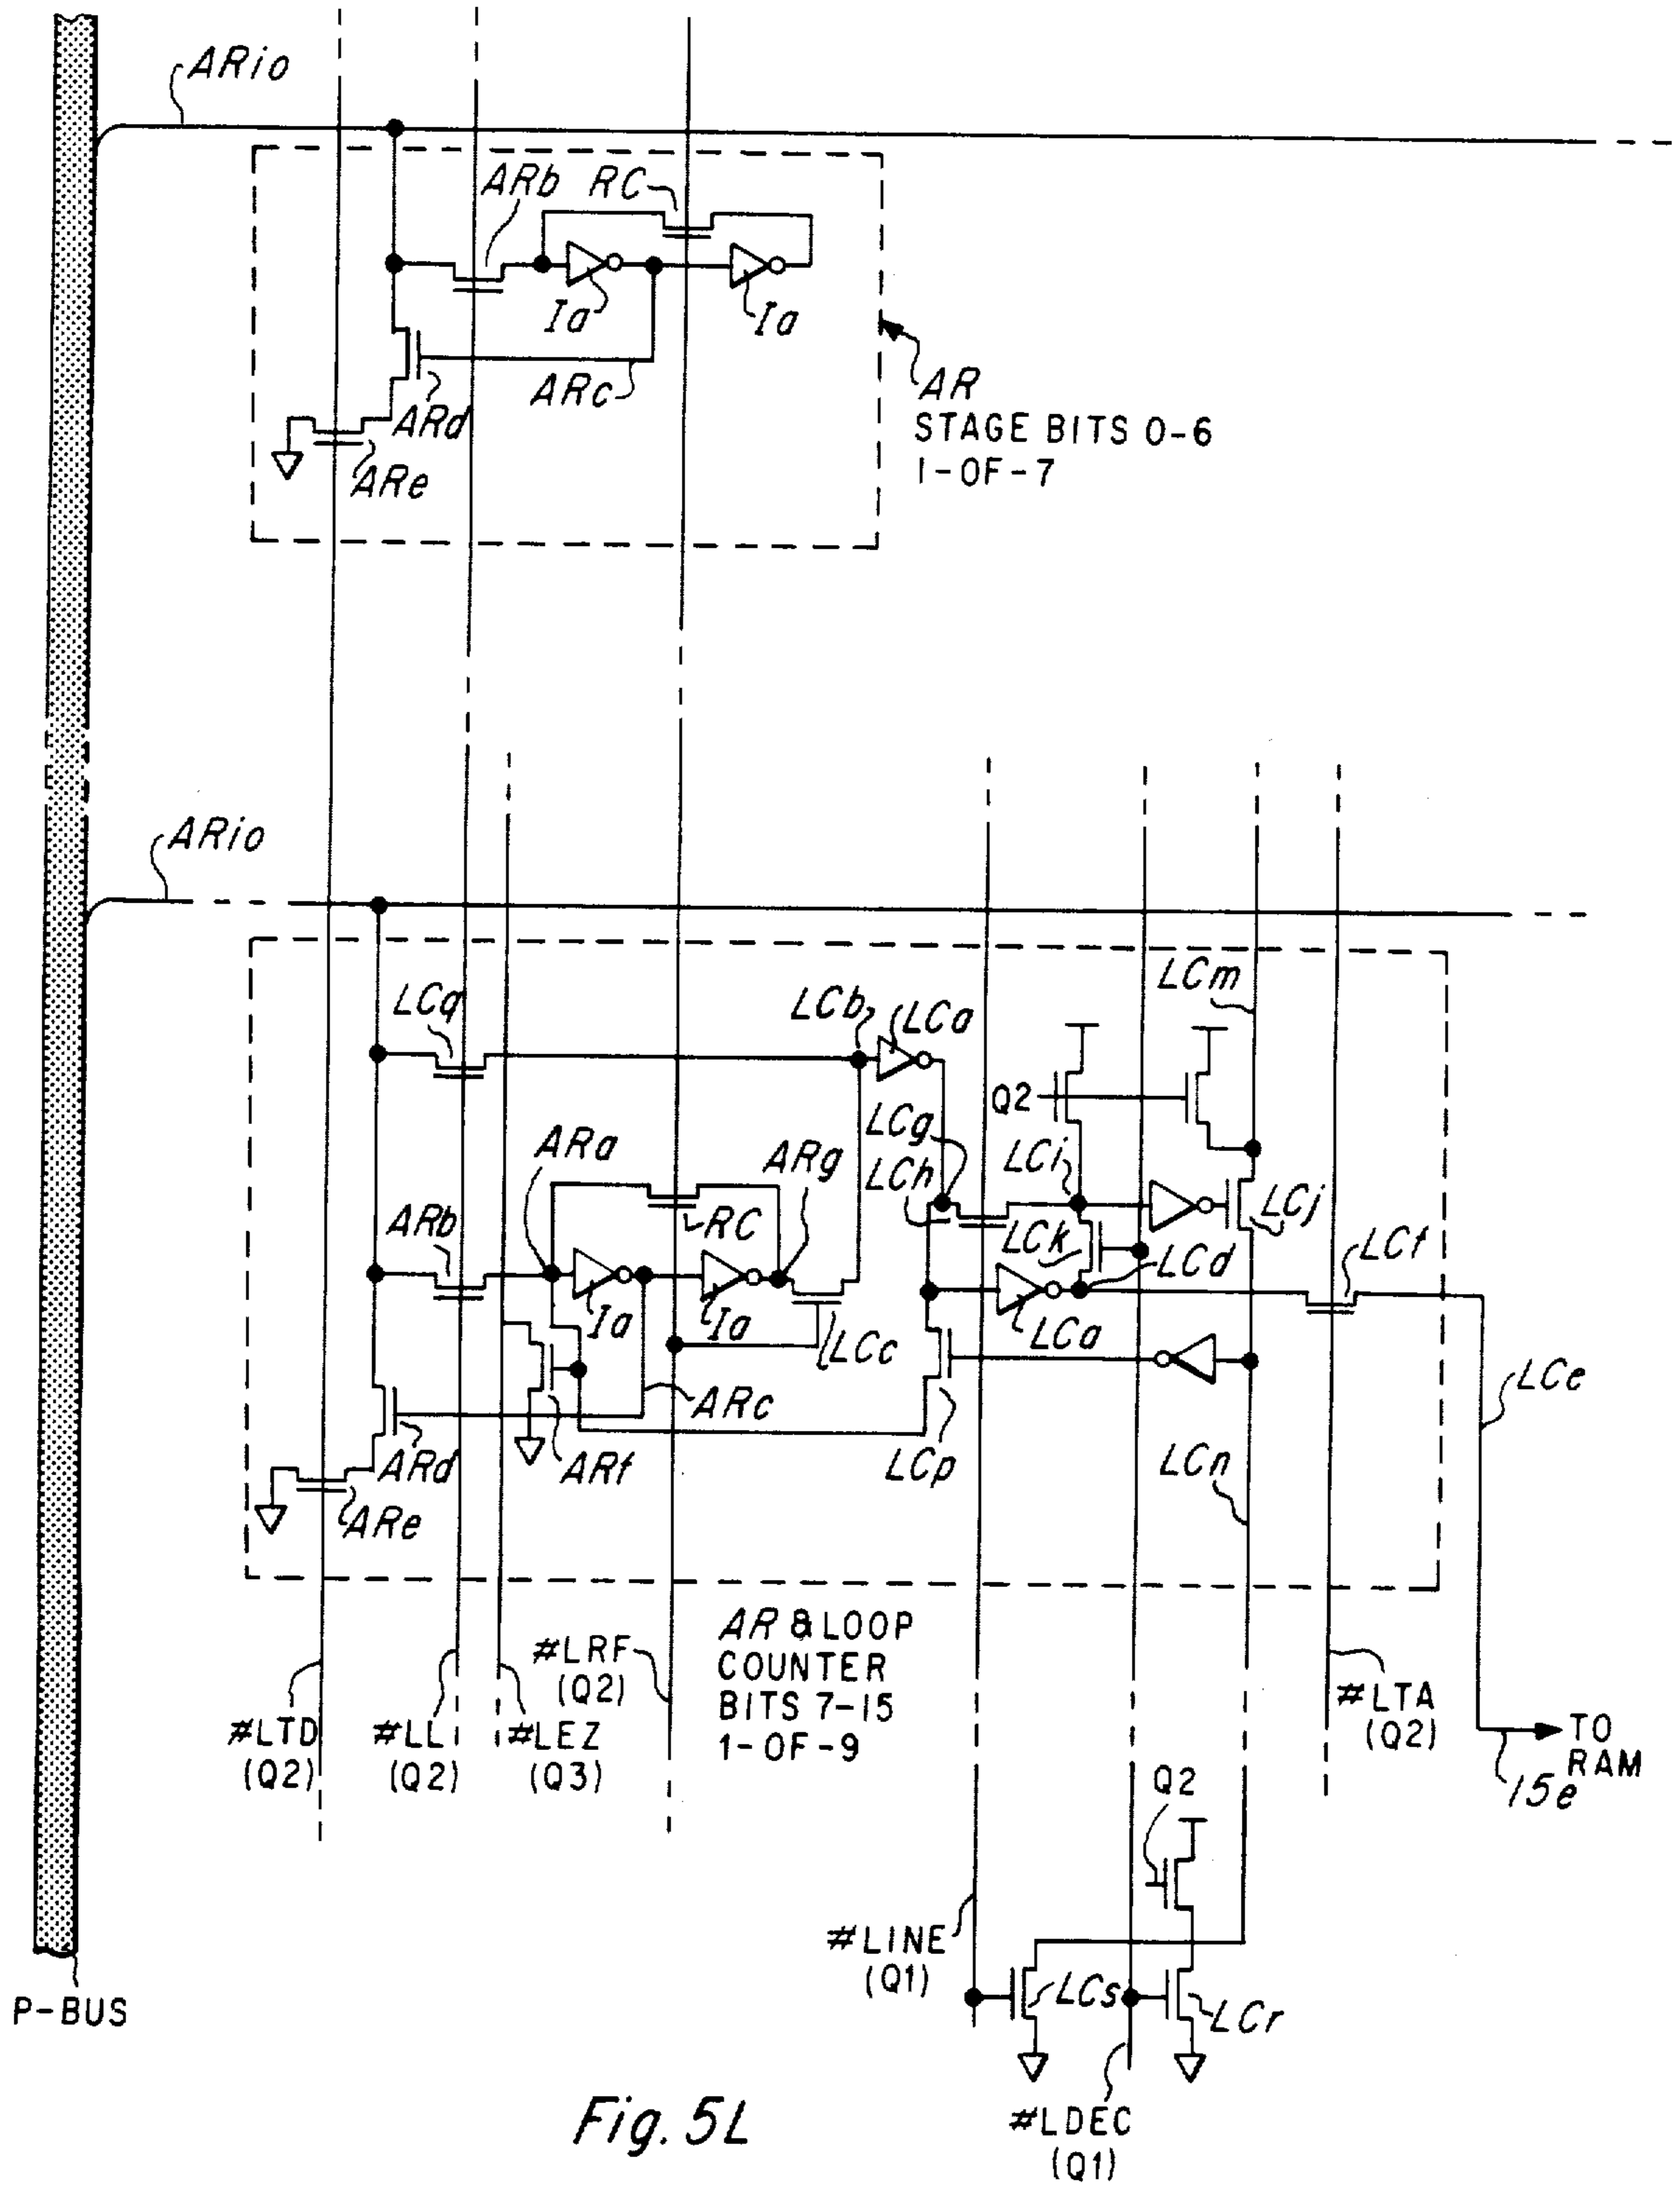 ARio
ARb RC
Ia Ia
ARc
ARd
ARe
AR
STAGE BITS 0-6
1-OF-7
ARio
LCq
LCb LCa
LCm
Q2
LCg
LCh
LCi
LCj
ARa
ARg
ARb
RC
LCk
LCd
LCf
Ia Ia
LCc
LCa
ARc
LCe
ARd
ARf
LCp
LCn
ARe
#LTD
(Q2)
#LL
(Q2)
#LEZ
(Q3)
#LRF
(Q2)
AR & LOOP
COUNTER
BITS 7-15
1-OF-9
#LTA
(Q2)
TO
RAM
15e
Q2
#LINE
(Q1)
LCs
LCr
P-BUS
#LDEC
(Q1)
Fig. 5L